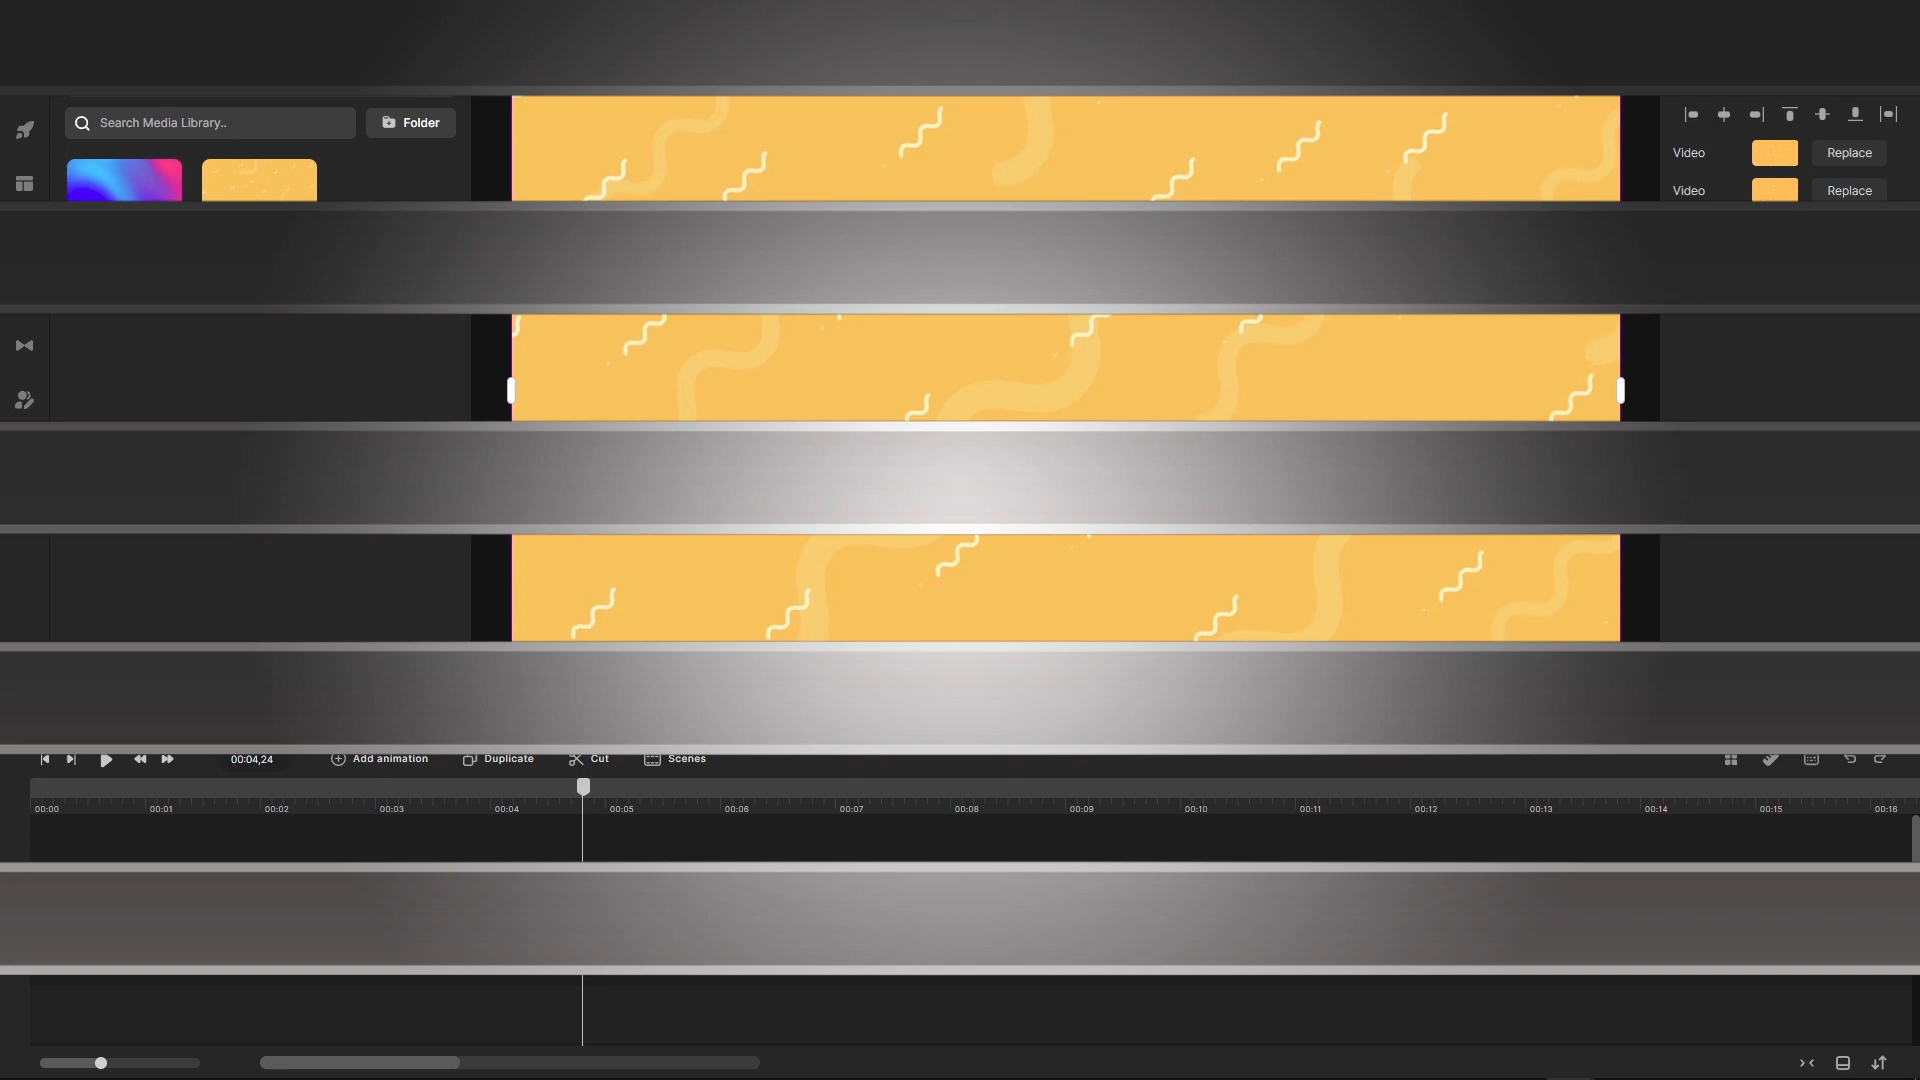 Search Media Library..
Folder
Video Replace
Video Replace
00:04,24 Add animation Duplicate Cut Scenes
00:00 00:01 00:02 00:03 00:04 00:05 00:06 00:07 00:08 00:09 00:10 00:11 00:12 00:13 00:14 00:15 00:16